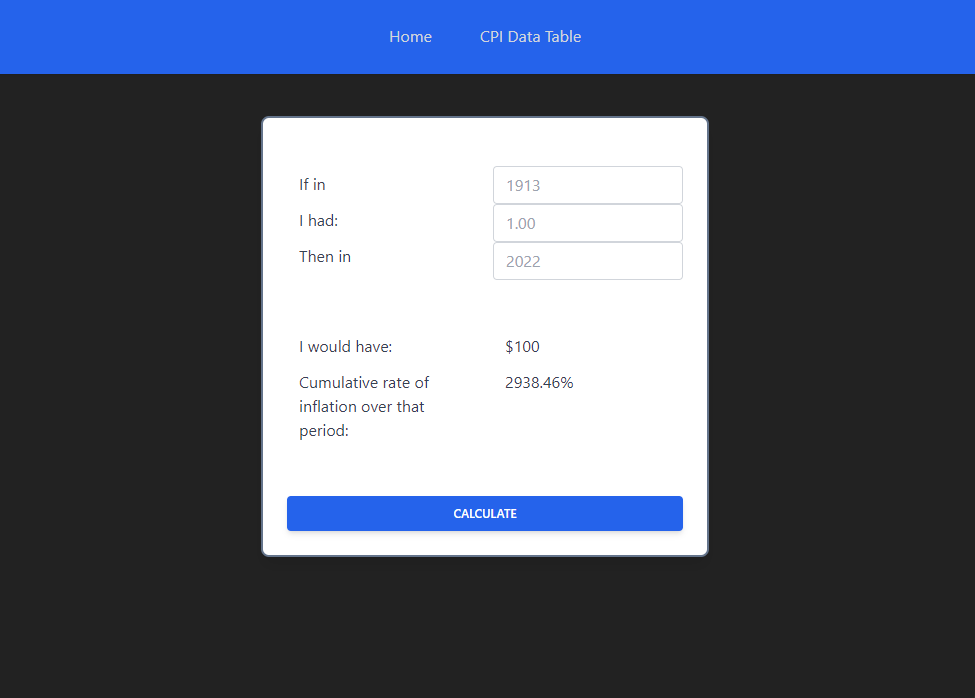 Home CPI Data Table
If in 1913
I had: 1.00
Then in 2022
I would have: $100
Cumulative rate of 2938.46%
inflation over that
period:
CALCULATE